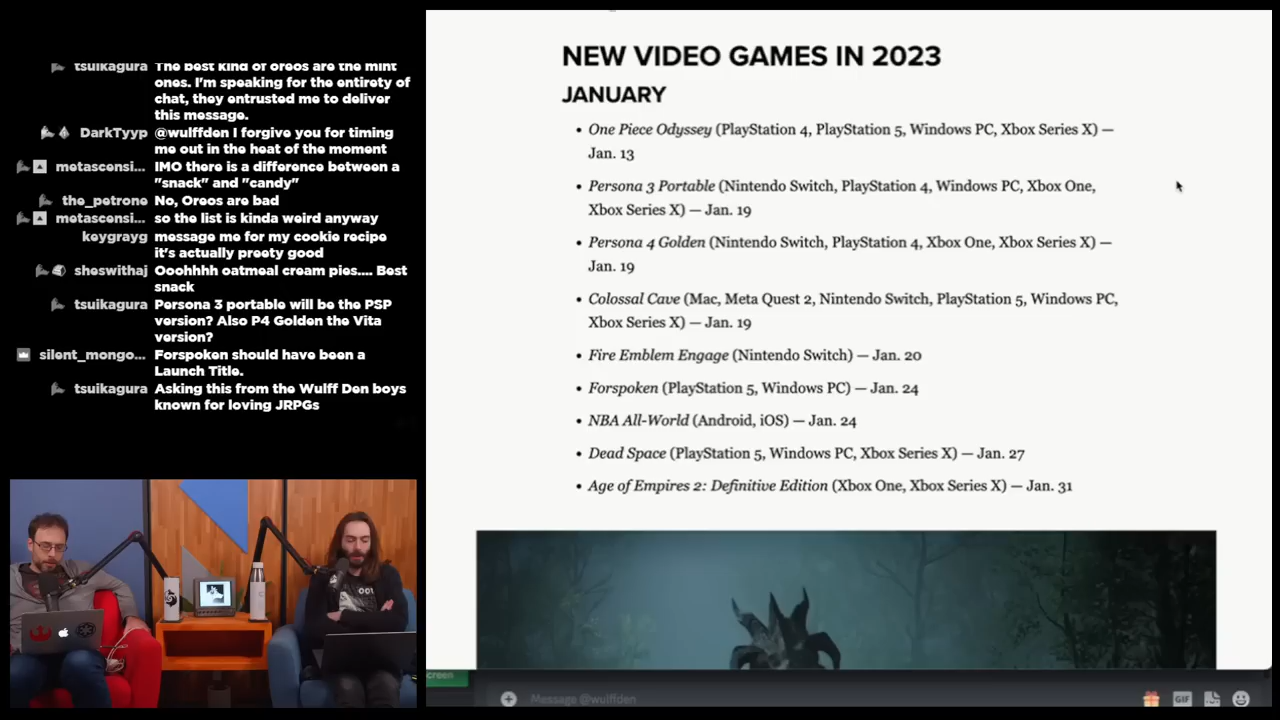 tsuikagura The best kind of oreos are the mint
ones. I'm speaking for the entirety of
chat, they entrusted me to deliver
this message.
DarkTyyp @wulffden I forgive you for timing
me out in the heat of the moment
metascensi... IMO there is a difference between a
"snack" and "candy"
the_petrone No, Oreos are bad
metascensi... so the list is kinda weird anyway
keygrayg message me for my cookie recipe
it's actually preety good
sheswithaj Ooohhhh oatmeal cream pies.... Best
snack
tsuikagura Persona 3 portable will be the PSP
version? Also P4 Golden the Vita
version?
silent_mongo... Forspoken should have been a
Launch Title.
tsuikagura Asking this from the Wulff Den boys
known for loving JRPGs
NEW VIDEO GAMES IN 2023
JANUARY
• One Piece Odyssey (PlayStation 4, PlayStation 5, Windows PC, Xbox Series X) —
Jan. 13
• Persona 3 Portable (Nintendo Switch, PlayStation 4, Windows PC, Xbox One,
Xbox Series X) — Jan. 19
• Persona 4 Golden (Nintendo Switch, PlayStation 4, Xbox One, Xbox Series X) —
Jan. 19
• Colossal Cave (Mac, Meta Quest 2, Nintendo Switch, PlayStation 5, Windows PC,
Xbox Series X) — Jan. 19
• Fire Emblem Engage (Nintendo Switch) — Jan. 20
• Forspoken (PlayStation 5, Windows PC) — Jan. 24
• NBA All-World (Android, iOS) — Jan. 24
• Dead Space (PlayStation 5, Windows PC, Xbox Series X) — Jan. 27
• Age of Empires 2: Definitive Edition (Xbox One, Xbox Series X) — Jan. 31
creen
Message @wulffden
GIF